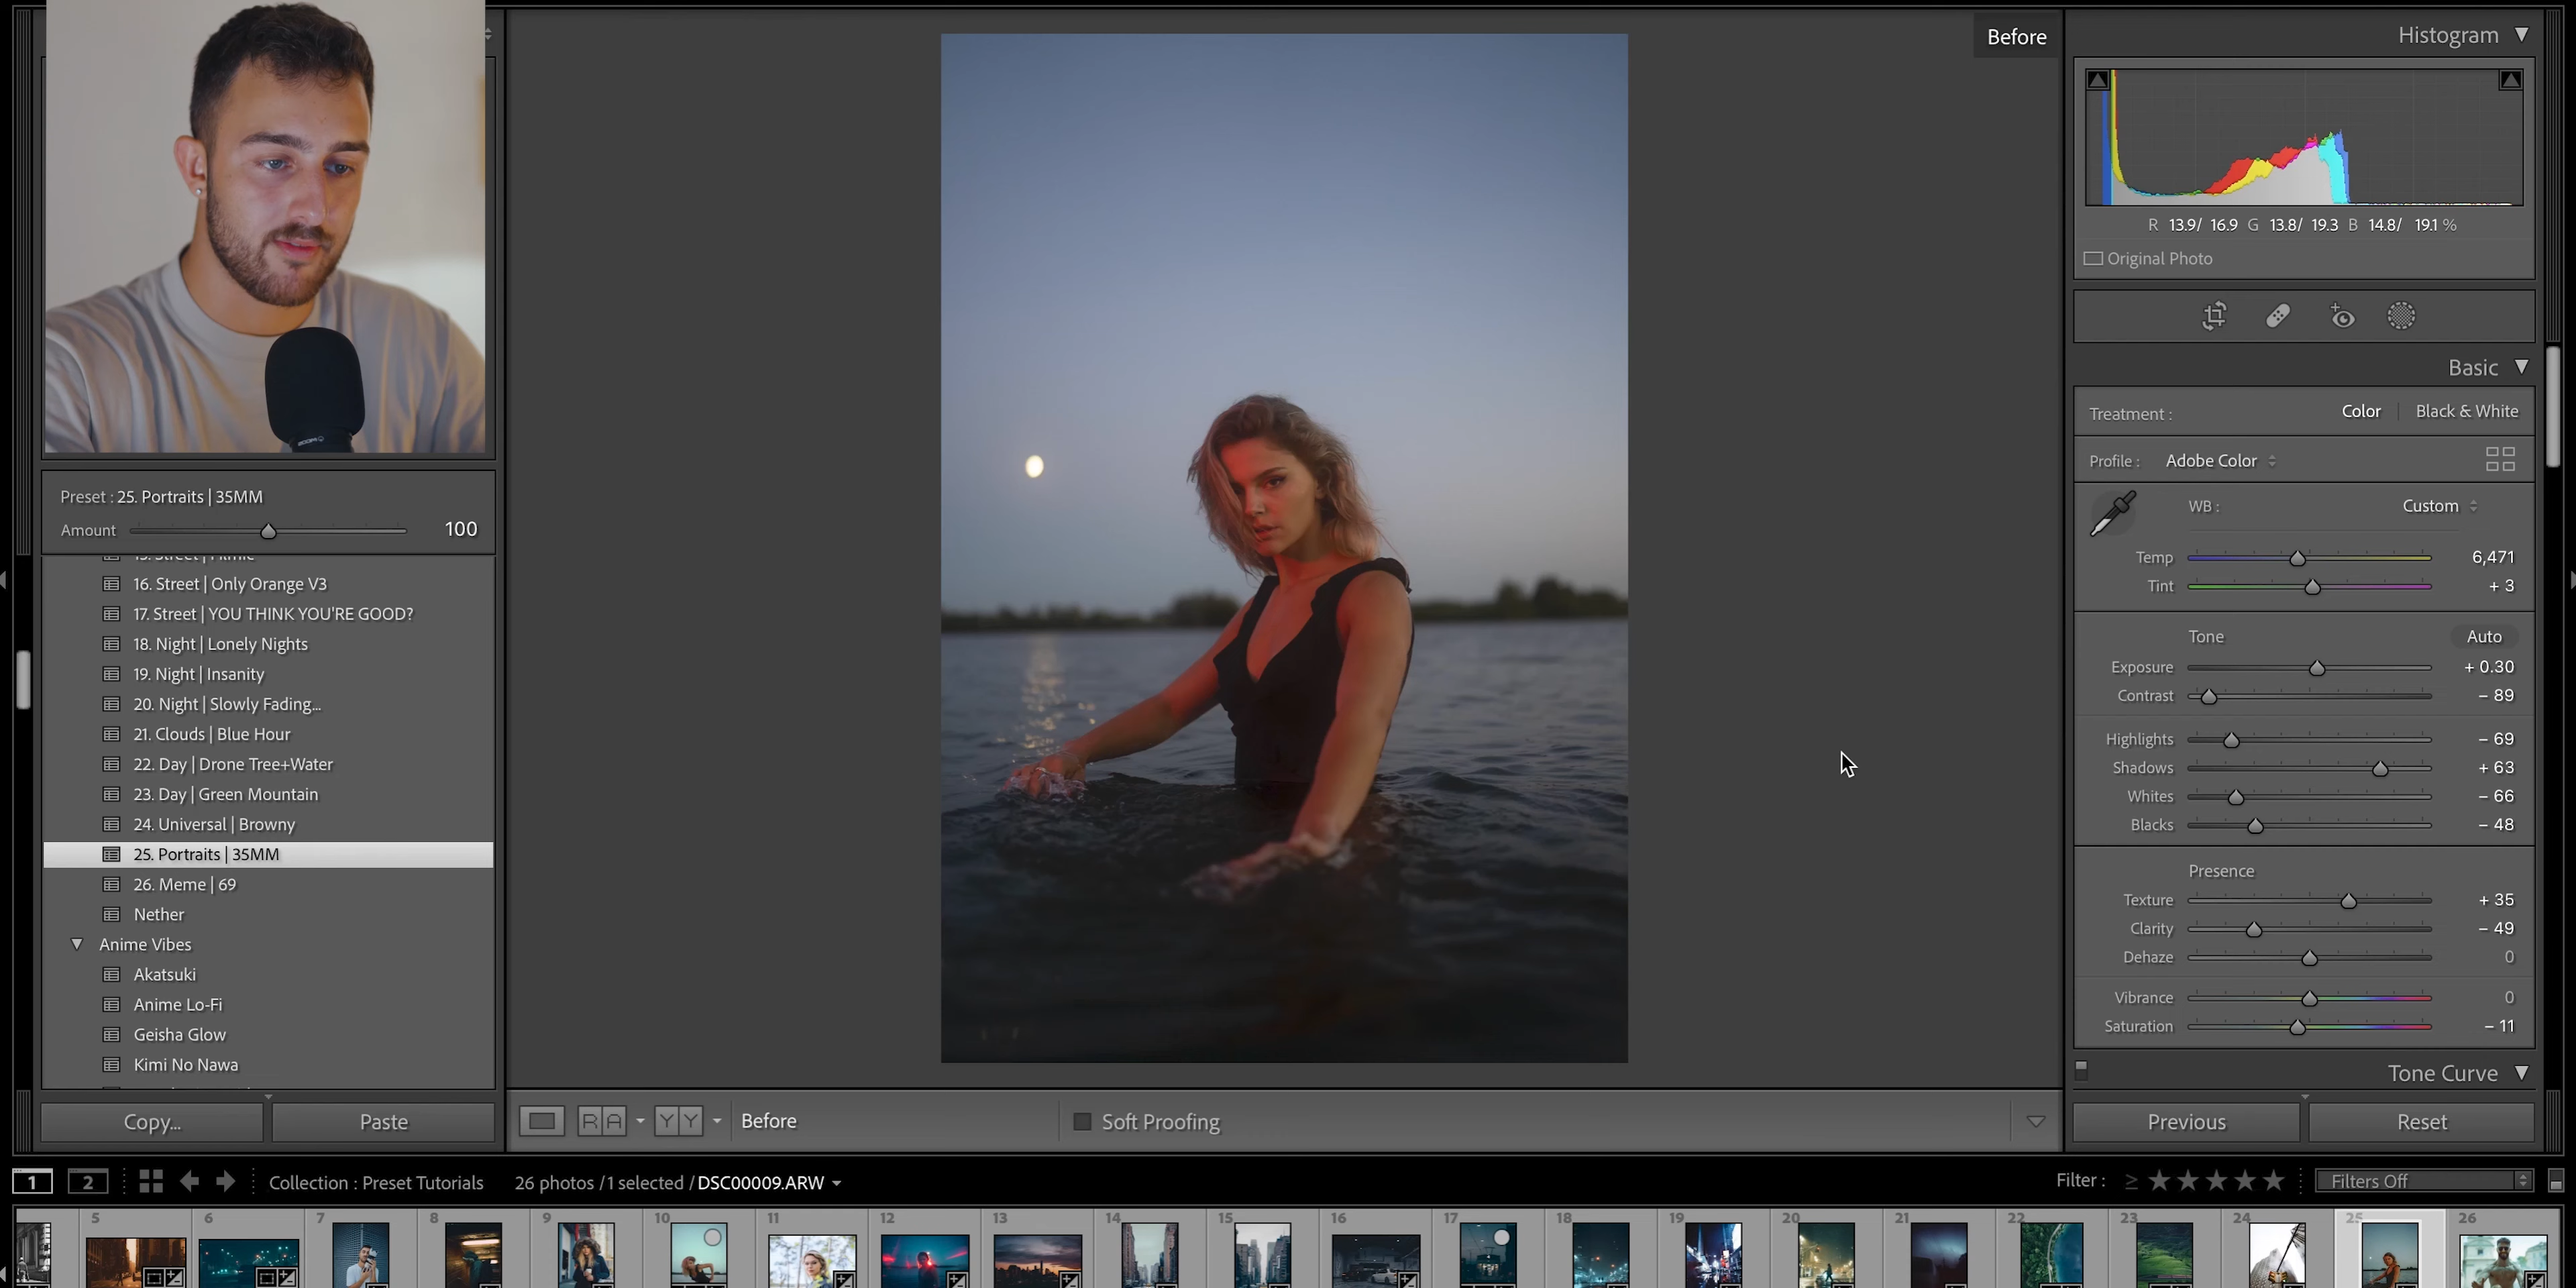 Before
Histogram
R 13.9/ 16.9 G 13.8/ 19.3 B 14.8/ 19.1 %
Original Photo
Basic
Treatment : Color Black & White
Profile : Adobe Color
WB : Custom
Temp 6,471
Tint + 3
Tone Auto
Exposure + 0.30
Contrast – 89
Highlights – 69
Shadows + 63
Whites – 66
Blacks – 48
Presence
Texture + 35
Clarity – 49
Dehaze 0
Vibrance 0
Saturation – 11
Tone Curve
Previous Reset
Preset : 25. Portraits | 35MM
Amount 100
16. Street | Only Orange V3
17. Street | YOU THINK YOU'RE GOOD?
18. Night | Lonely Nights
19. Night | Insanity
20. Night | Slowly Fading...
21. Clouds | Blue Hour
22. Day | Drone Tree+Water
23. Day | Green Mountain
24. Universal | Browny
25. Portraits | 35MM
26. Meme | 69
Nether
Anime Vibes
Akatsuki
Anime Lo-Fi
Geisha Glow
Kimi No Nawa
Copy... Paste
R A Y Y Before Soft Proofing
1 2 Collection : Preset Tutorials 26 photos / 1 selected / DSC00009.ARW Filter : ≥ Filters Off
5 6 7 8 9 10 11 12 13 14 15 16 17 18 19 20 21 22 23 24 25 26